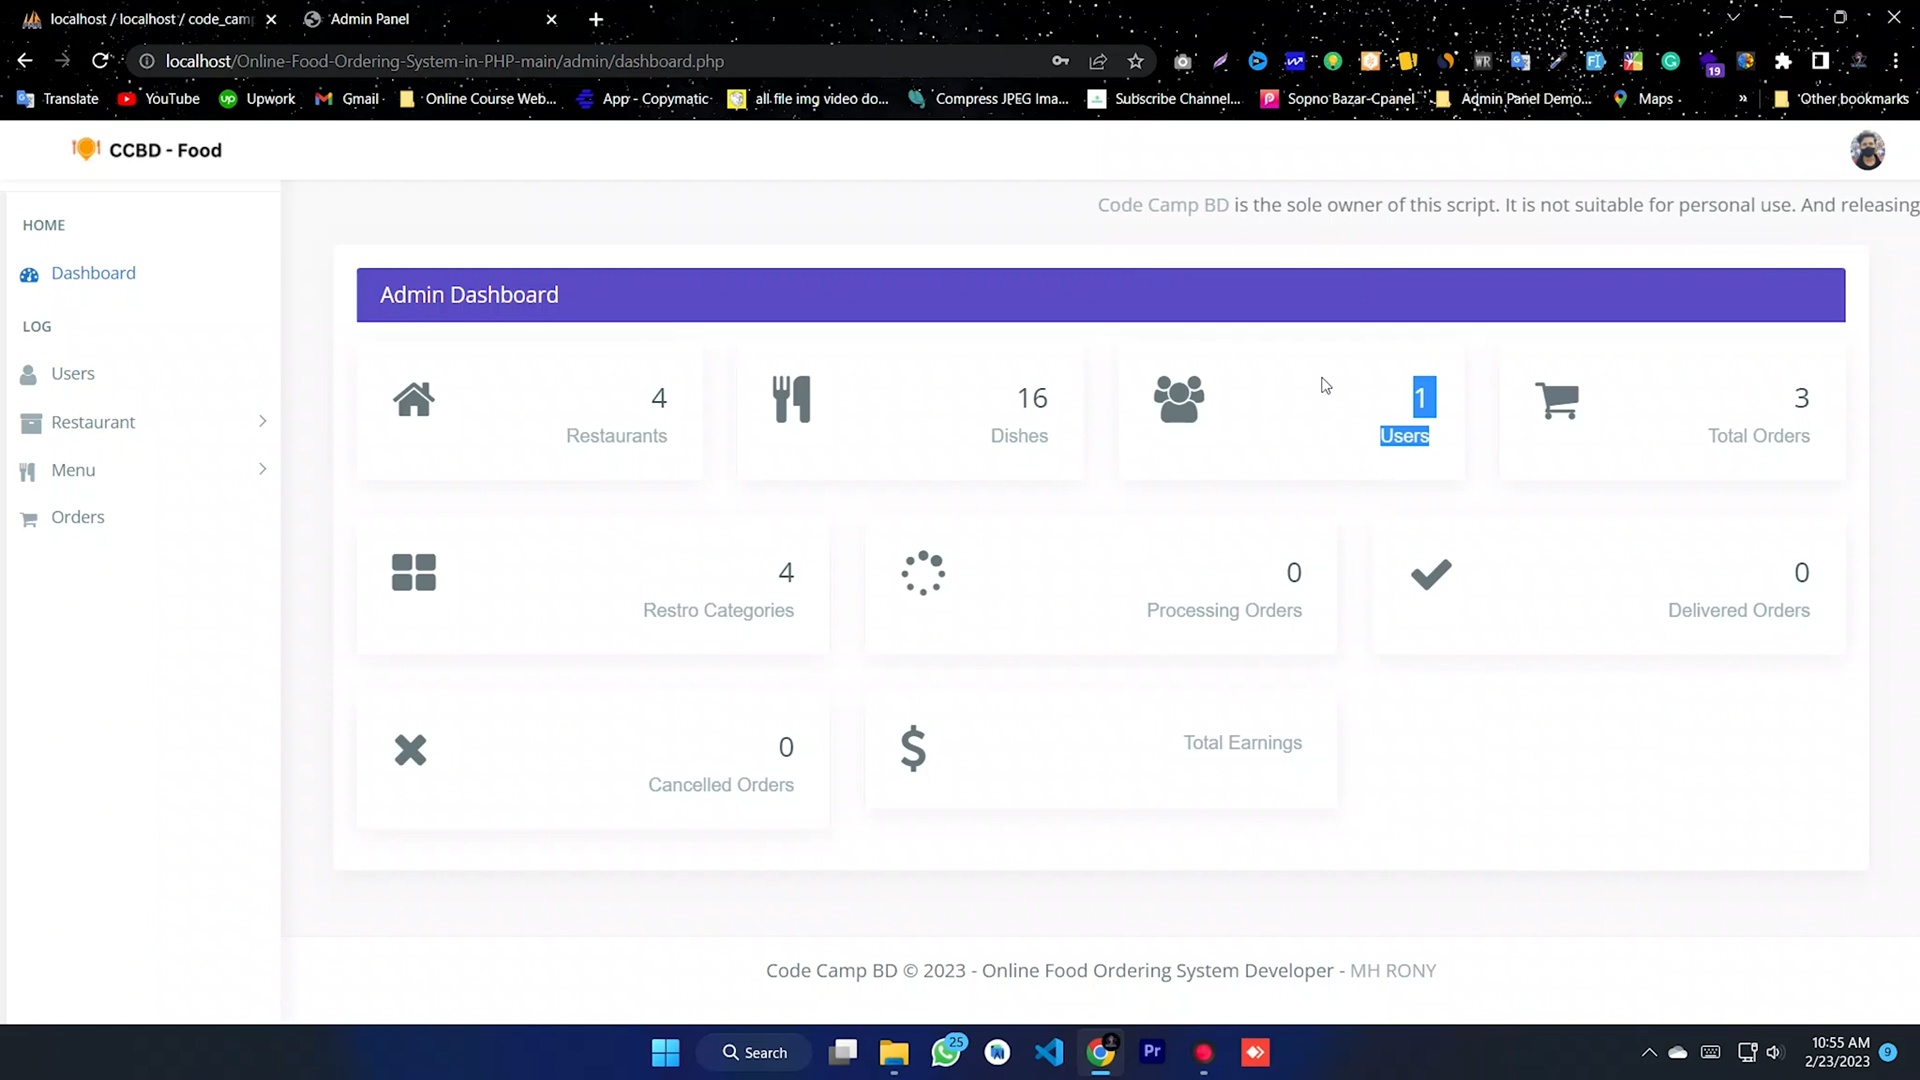 localhost / localhost / code_camp
Admin Panel
localhost/Online-Food-Ordering-System-in-PHP-main/admin/dashboard.php
WR
19
Translate
YouTube
Upwork
Gmail
Online Course Web...
App - Copymatic
all file img video do...
Compress JPEG Ima...
Subscribe Channel...
Sopno Bazar-Cpanel
Admin Panel Demo...
Maps
»
Other bookmarks
CCBD - Food
Code Camp BD is the sole owner of this script. It is not suitable for personal use. And releasing
HOME
Dashboard
LOG
Users
Restaurant
Menu
Orders
Admin Dashboard
4
Restaurants
16
Dishes
1
Users
3
Total Orders
4
Restro Categories
0
Processing Orders
0
Delivered Orders
0
Cancelled Orders
$
Total Earnings
Code Camp BD © 2023 - Online Food Ordering System Developer - MH RONY
Search
25
Pr
10:55 AM
2/23/2023
9